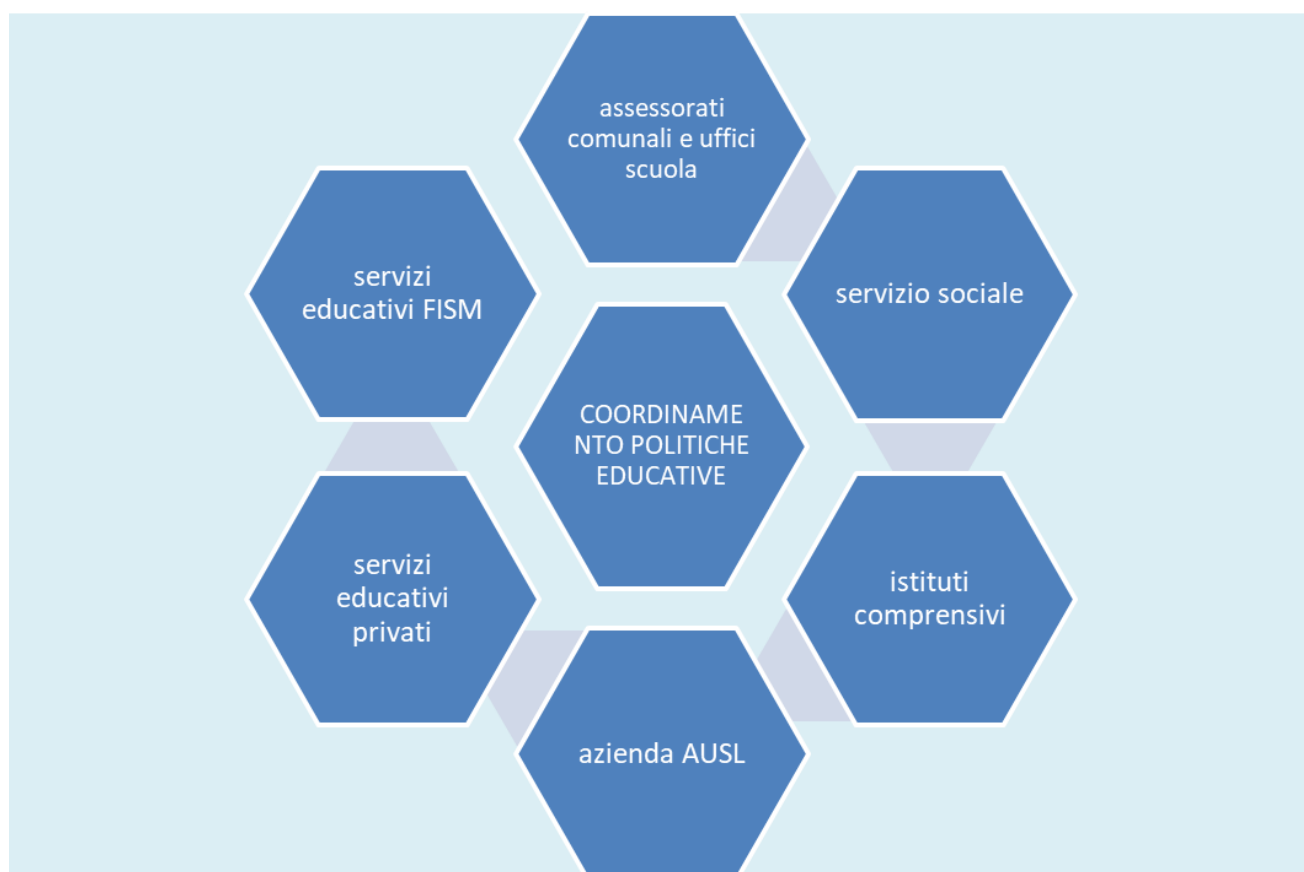 assessorati
comunali e uffici
scuola
servizi
educativi FISM
servizio sociale
COORDINAME
NTO POLITICHE
EDUCATIVE
servizi
educativi
privati
istituti
comprensivi
azienda AUSL